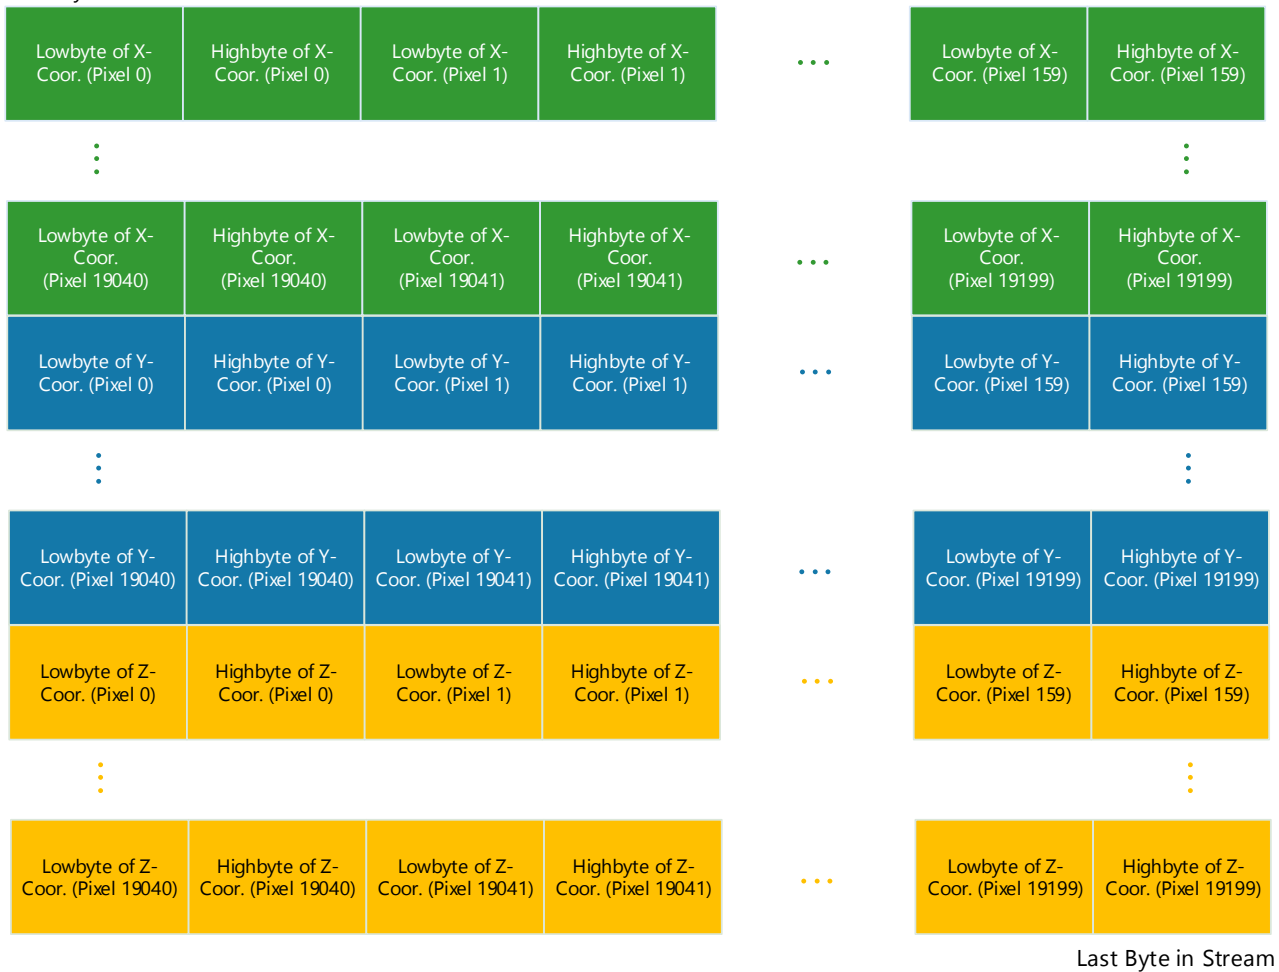 Lowbyte of X-
Coor. (Pixel 0)
Highbyte of X-
Coor. (Pixel 0)
Lowbyte of X-
Coor. (Pixel 1)
Highbyte of X-
Coor. (Pixel 1)
Lowbyte of X-
Coor. (Pixel 159)
Highbyte of X-
Coor. (Pixel 159)
Lowbyte of X-
Coor.
(Pixel 19040)
Highbyte of X-
Coor.
(Pixel 19040)
Lowbyte of X-
Coor.
(Pixel 19041)
Highbyte of X-
Coor.
(Pixel 19041)
Lowbyte of X-
Coor.
(Pixel 19199)
Highbyte of X-
Coor.
(Pixel 19199)
Lowbyte of Y-
Coor. (Pixel 0)
Highbyte of Y-
Coor. (Pixel 0)
Lowbyte of Y-
Coor. (Pixel 1)
Highbyte of Y-
Coor. (Pixel 1)
Lowbyte of Y-
Coor. (Pixel 159)
Highbyte of Y-
Coor. (Pixel 159)
Lowbyte of Y-
Coor. (Pixel 19040)
Highbyte of Y-
Coor. (Pixel 19040)
Lowbyte of Y-
Coor. (Pixel 19041)
Highbyte of Y-
Coor. (Pixel 19041)
Lowbyte of Y-
Coor. (Pixel 19199)
Highbyte of Y-
Coor. (Pixel 19199)
Lowbyte of Z-
Coor. (Pixel 0)
Highbyte of Z-
Coor. (Pixel 0)
Lowbyte of Z-
Coor. (Pixel 1)
Highbyte of Z-
Coor. (Pixel 1)
Lowbyte of Z-
Coor. (Pixel 159)
Highbyte of Z-
Coor. (Pixel 159)
Lowbyte of Z-
Coor. (Pixel 19040)
Highbyte of Z-
Coor. (Pixel 19040)
Lowbyte of Z-
Coor. (Pixel 19041)
Highbyte of Z-
Coor. (Pixel 19041)
Lowbyte of Z-
Coor. (Pixel 19199)
Highbyte of Z-
Coor. (Pixel 19199)
Last Byte in Stream